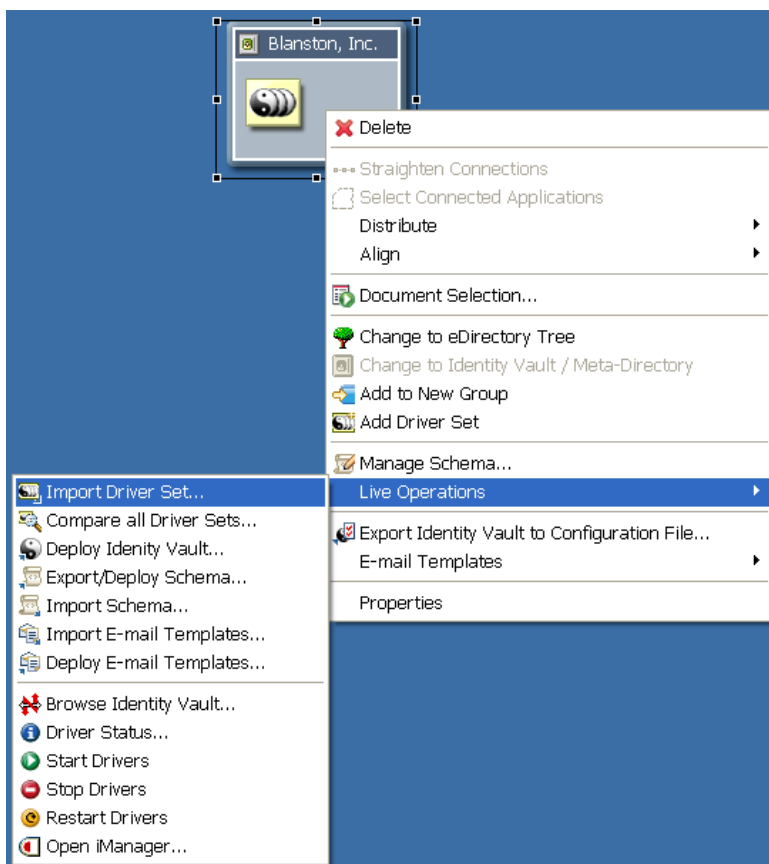 Blanston, Inc.
Delete
Straighten Connections
Select Connected Applications
Distribute
Align
Document Selection...
Change to eDirectory Tree
Change to Identity Vault / Meta-Directory
Add to New Group
Add Driver Set
Manage Schema...
Live Operations
Export Identity Vault to Configuration File...
E-mail Templates
Properties
Import Driver Set...
Compare all Driver Sets...
Deploy Idenity Vault...
Export/Deploy Schema...
Import Schema...
Import E-mail Templates...
Deploy E-mail Templates...
Browse Identity Vault...
Driver Status...
Start Drivers
Stop Drivers
Restart Drivers
Open iManager...